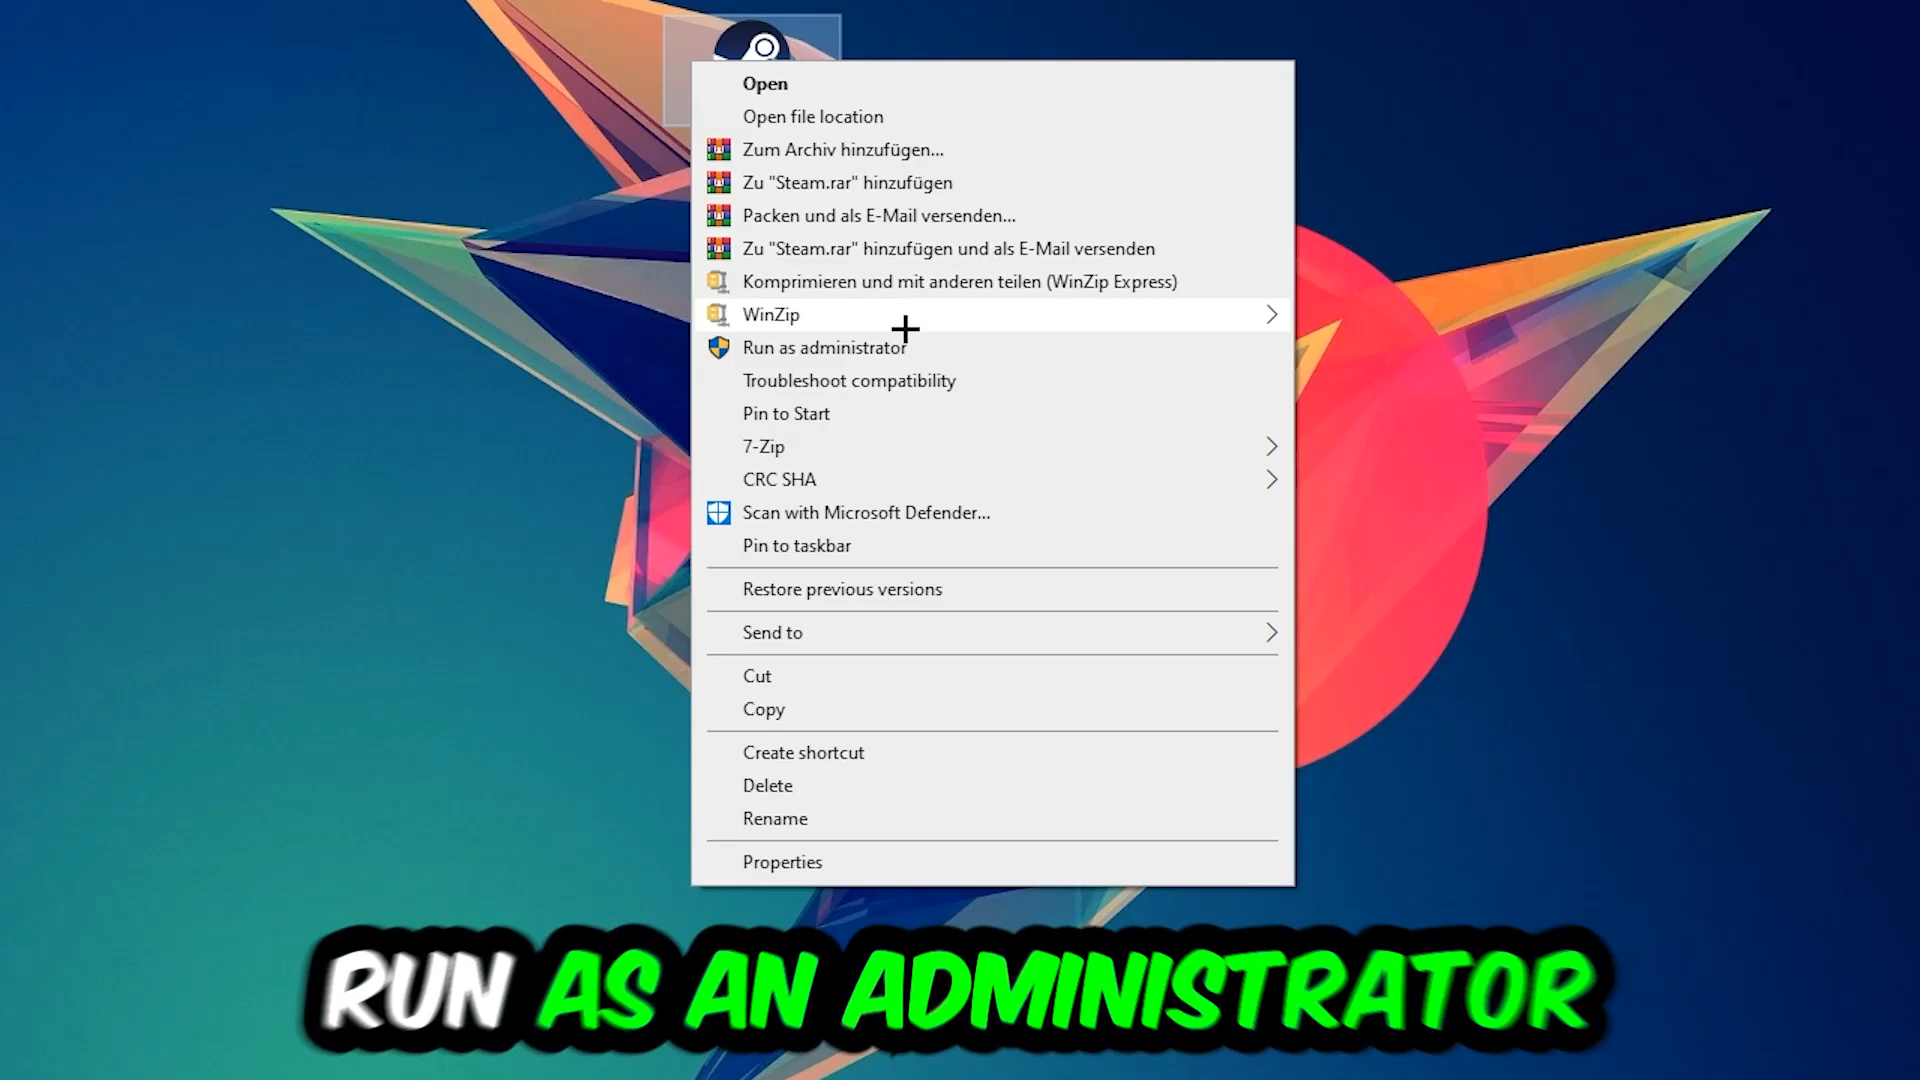 Open
Open file location
Zum Archiv hinzufügen...
Zu "Steam.rar" hinzufügen
Packen und als E-Mail versenden...
Zu "Steam.rar" hinzufügen und als E-Mail versenden
Komprimieren und mit anderen teilen (WinZip Express)
WinZip
Run as administrator
Troubleshoot compatibility
Pin to Start
7-Zip
CRC SHA
Scan with Microsoft Defender...
Pin to taskbar
Restore previous versions
Send to
Cut
Copy
Create shortcut
Delete
Rename
Properties
RUN AS AN ADMINISTRATOR